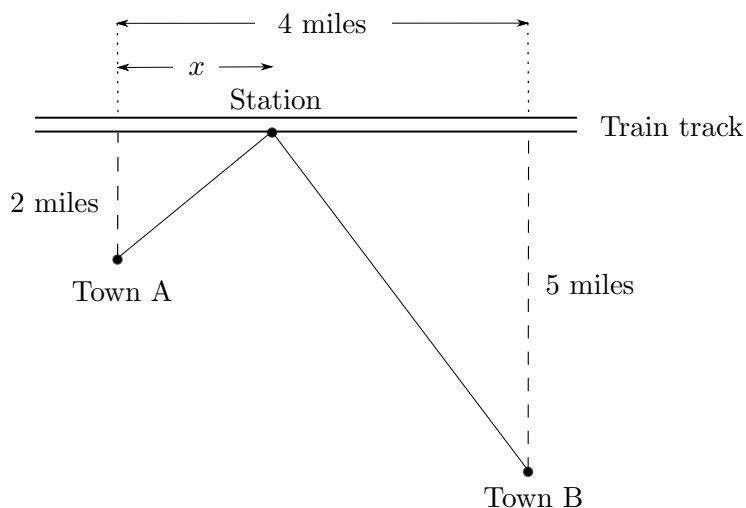 4 miles
x
Station
Train track
2 miles
Town A
5 miles
Town B